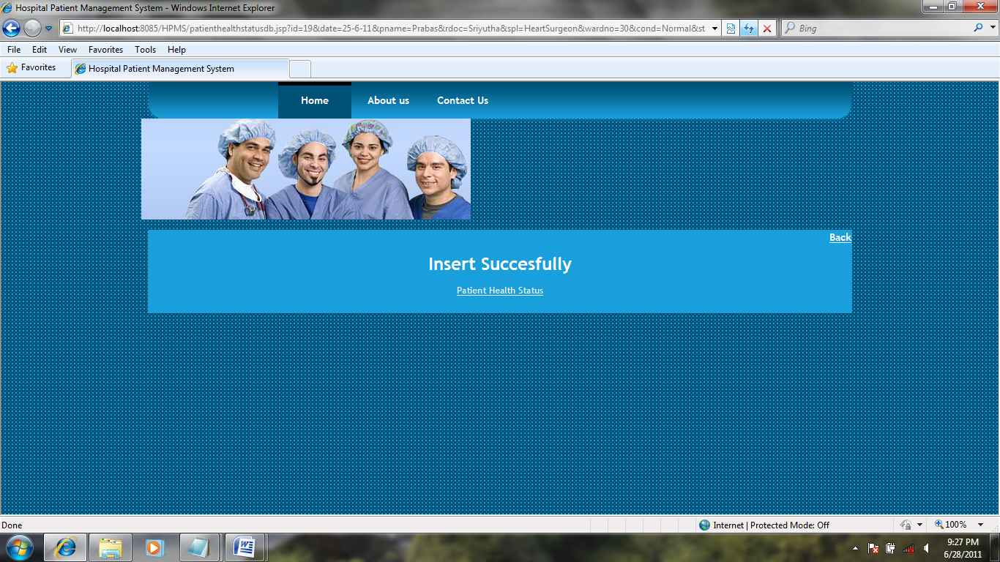 Hospital Patient Management System - Windows Internet Explorer
http://localhost:8085/HPMS/patienthealthstatusdb.jsp?id=19&date=25-6-11&pname=Prabas&rdoc=Sriyutha&spl=HeartSurgeon&wardno=30&cond=Normal&st
Bing
File Edit View Favorites Tools Help
Favorites
Hospital Patient Management System
Home About us Contact Us
Back
Insert Succesfully
Patient Health Status
Done
Internet | Protected Mode: Off
100%
9:27 PM
6/28/2011